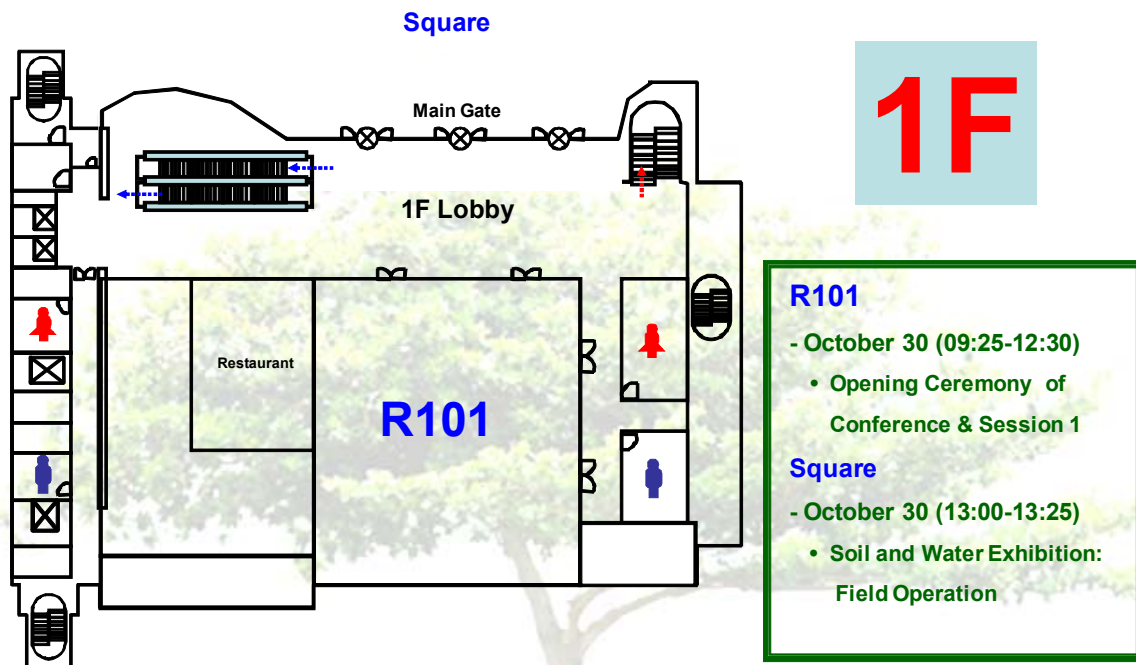 Square
1F
Main Gate
1F Lobby
Restaurant
R101
R101
- October 30 (09:25-12:30)
• Opening Ceremony of
Conference & Session 1
Square
- October 30 (13:00-13:25)
• Soil and Water Exhibition:
Field Operation